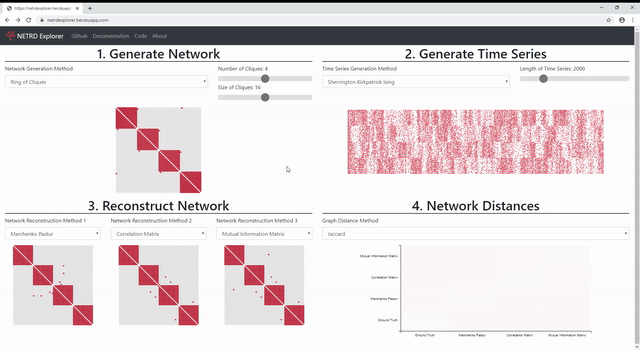 https://netrdexplorer.herokuapp.com
netrdexplorer.herokuapp.com
NETRD Explorer Github Documentation Code About
1. Generate Network
Network Generation Method
Ring of Cliques
Number of Cliques: 4
Size of Cliques: 16
2. Generate Time Series
Time Series Generation Method
Sherrington Kirkpatrick Ising
Length of Time Series: 2000
3. Reconstruct Network
Network Reconstruction Method 1 Network Reconstruction Method 2 Network Reconstruction Method 3
Marchenko Pastur Correlation Matrix Mutual Information Matrix
4. Network Distances
Graph Distance Method
Jaccard
Mutual Information Matrix
Correlation Matrix
Marchenko Pastur
Ground Truth
Ground Truth Marchenko Pastur Correlation Matrix Mutual Information Matrix